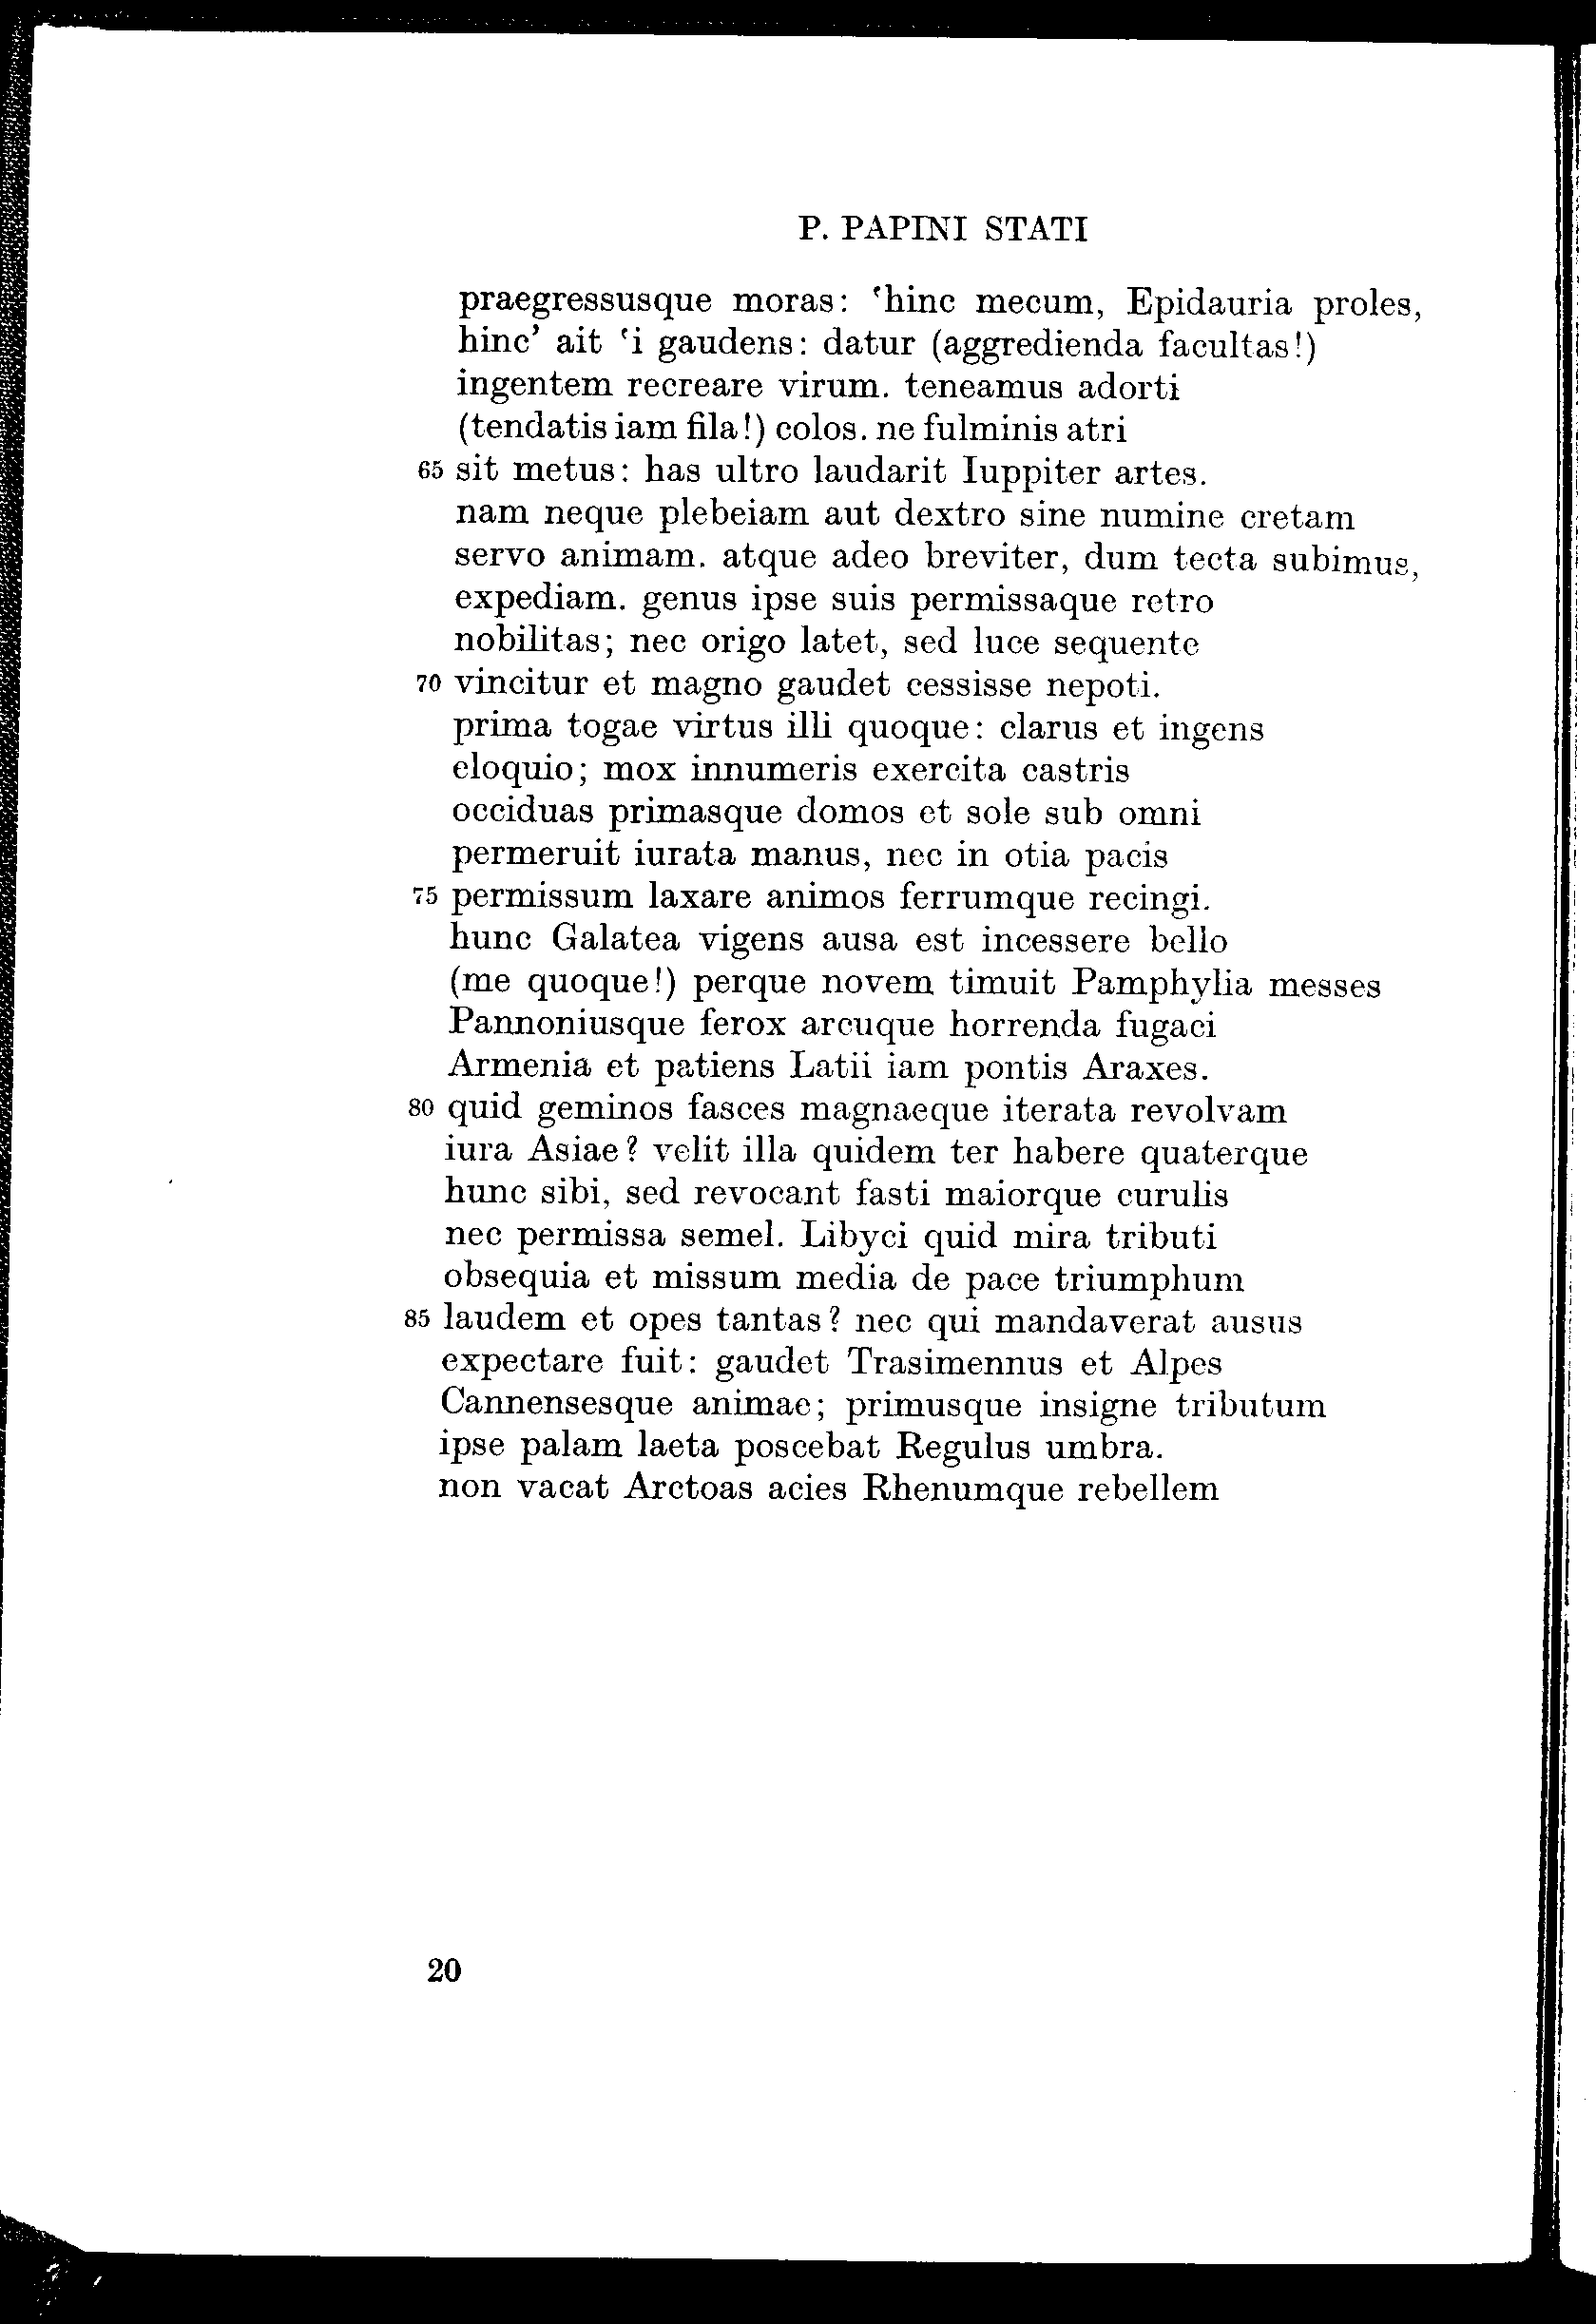 P. PAPINI STATI
praegressusque moras: 'hinc mecum, Epidauria proles,
hinc' ait 'i gaudens: datur (aggredienda facultas!)
ingentem recreare virum. teneamus adorti
(tendatis iam fila!) colos. ne fulminis atri
65 sit metus: has ultro laudarit Iuppiter artes.
nam neque plebeiam aut dextro sine numine cretam
servo animam. atque adeo breviter, dum tecta subimus,
expediam. genus ipse suis permissaque retro
nobilitas; nec origo latet, sed luce sequente
70 vincitur et magno gaudet cessisse nepoti.
prima togae virtus illi quoque: clarus et ingens
eloquio; mox innumeris exercita castris
occiduas primasque domos et sole sub omni
permeruit iurata manus, nec in otia pacis
75 permissum laxare animos ferrumque recingi.
hunc Galatea vigens ausa est incessere bello
(me quoque!) perque novem timuit Pamphylia messes
Pannoniusque ferox arcuque horrenda fugaci
Armenia et patiens Latii iam pontis Araxes.
80 quid geminos fasces magnaeque iterata revolvam
iura Asiae? velit illa quidem ter habere quaterque
hunc sibi, sed revocant fasti maiorque curulis
nec permissa semel. Libyci quid mira tributi
obsequia et missum media de pace triumphum
85 laudem et opes tantas? nec qui mandaverat ausus
expectare fuit: gaudet Trasimennus et Alpes
Cannensesque animae; primusque insigne tributum
ipse palam laeta poscebat Regulus umbra.
non vacat Arctoas acies Rhenumque rebellem
20